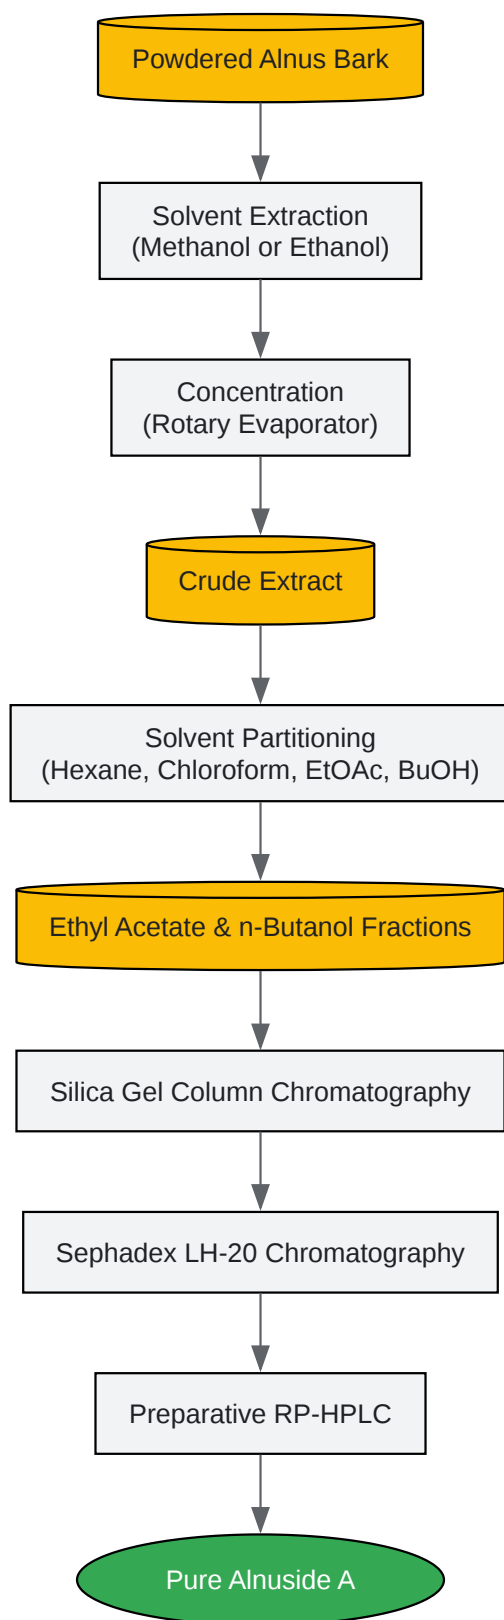 Powdered Alnus Bark
Solvent Extraction
(Methanol or Ethanol)
Concentration
(Rotary Evaporator)
Crude Extract
Solvent Partitioning
(Hexane, Chloroform, EtOAc, BuOH)
Ethyl Acetate & n-Butanol Fractions
Silica Gel Column Chromatography
Sephadex LH-20 Chromatography
Preparative RP-HPLC
Pure Alnuside A